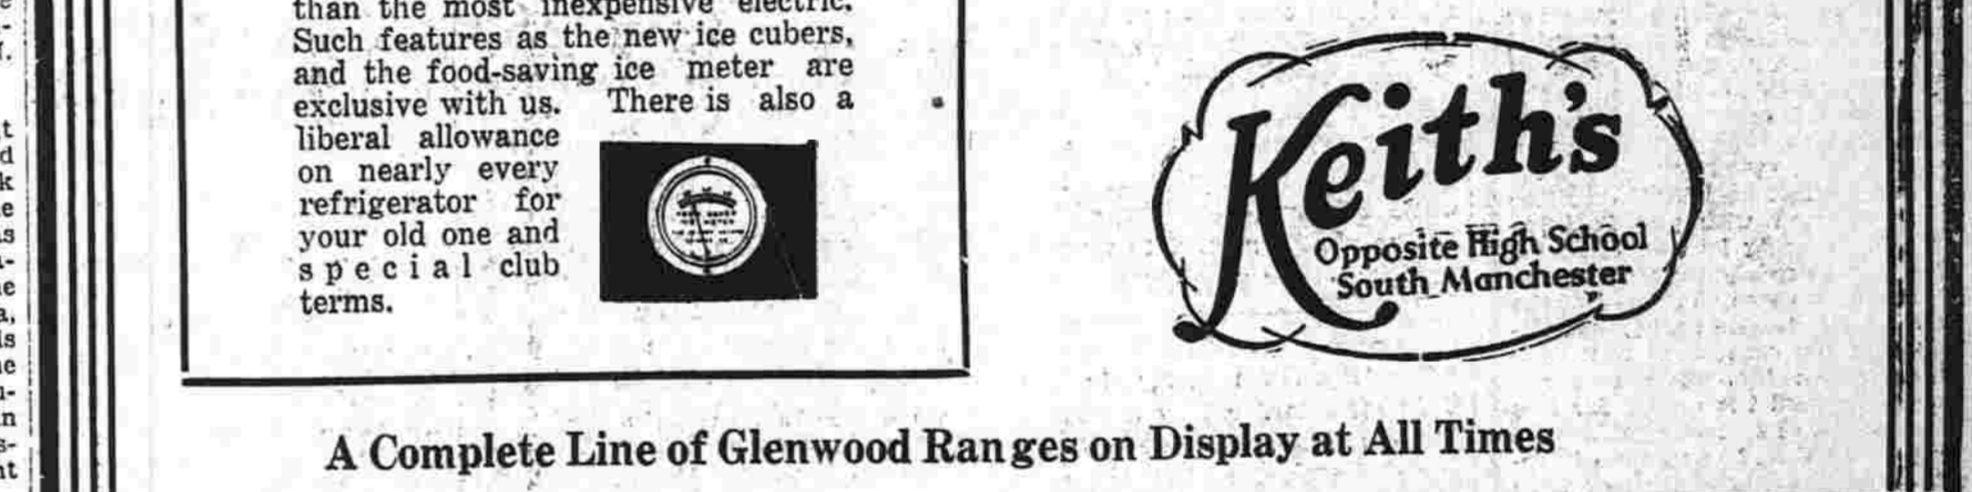 than the most inexpensive electric.
Such features as the new ice cubers,
and the food-saving ice meter are
exclusive with us. There is also a
liberal allowance
on nearly every
refrigerator for
your old one and
special club
terms.
Keith's
Opposite High School
South Manchester
A Complete Line of Glenwood Ranges on Display at All Times